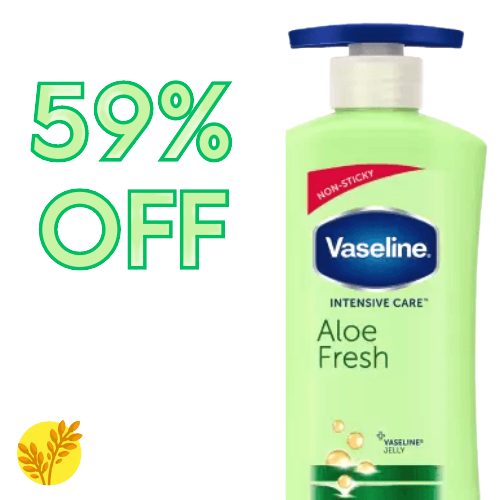 59%
OFF
NON-STICKY
Vaseline.
INTENSIVE CARE™
Aloe
Fresh
VASELINE®
JELLY